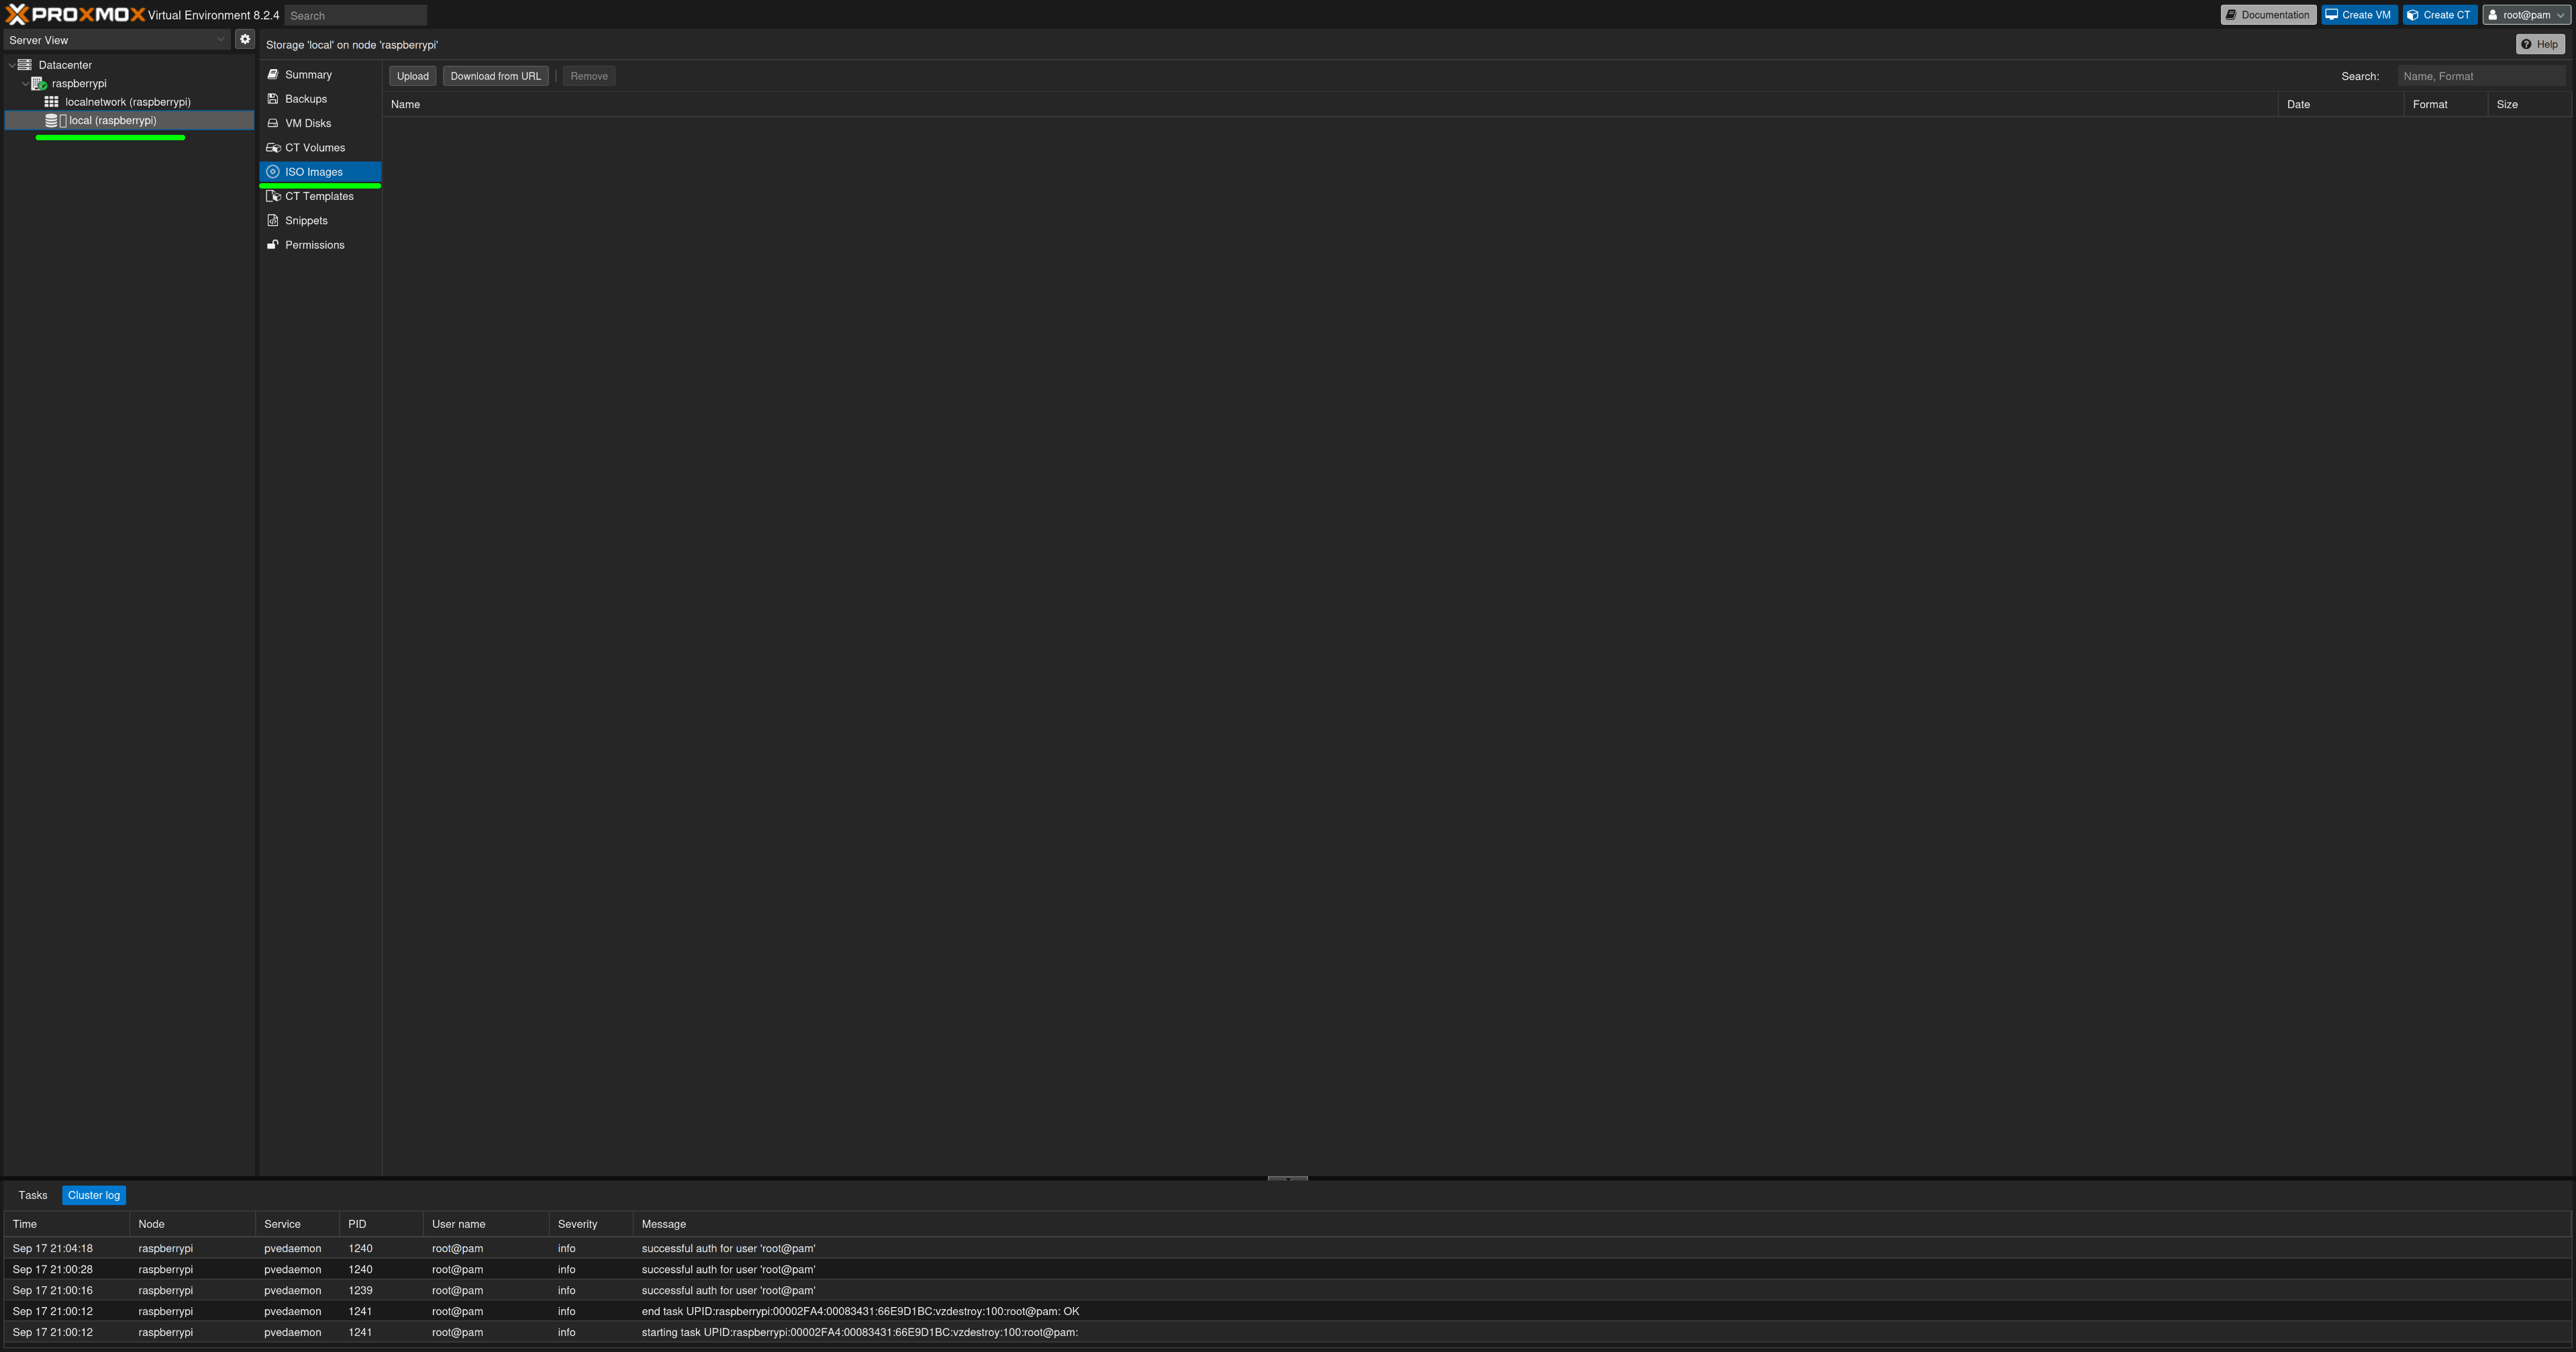 PROXMOX Virtual Environment 8.2.4 Search Documentation Create VM Create CT root@pam
Server View
Storage 'local' on node 'raspberrypi' Help
Datacenter
raspberrypi
localnetwork (raspberrypi)
local (raspberrypi)
Summary
Backups
VM Disks
CT Volumes
ISO Images
CT Templates
Snippets
Permissions
Upload Download from URL Remove Search: Name, Format
Name Date Format Size
Tasks Cluster log
Time Node Service PID User name Severity Message
Sep 17 21:04:18 raspberrypi pvedaemon 1240 root@pam info successful auth for user 'root@pam'
Sep 17 21:00:28 raspberrypi pvedaemon 1240 root@pam info successful auth for user 'root@pam'
Sep 17 21:00:16 raspberrypi pvedaemon 1239 root@pam info successful auth for user 'root@pam'
Sep 17 21:00:12 raspberrypi pvedaemon 1241 root@pam info end task UPID:raspberrypi:00002FA4:00083431:66E9D1BC:vzdestroy:100:root@pam: OK
Sep 17 21:00:12 raspberrypi pvedaemon 1241 root@pam info starting task UPID:raspberrypi:00002FA4:00083431:66E9D1BC:vzdestroy:100:root@pam: